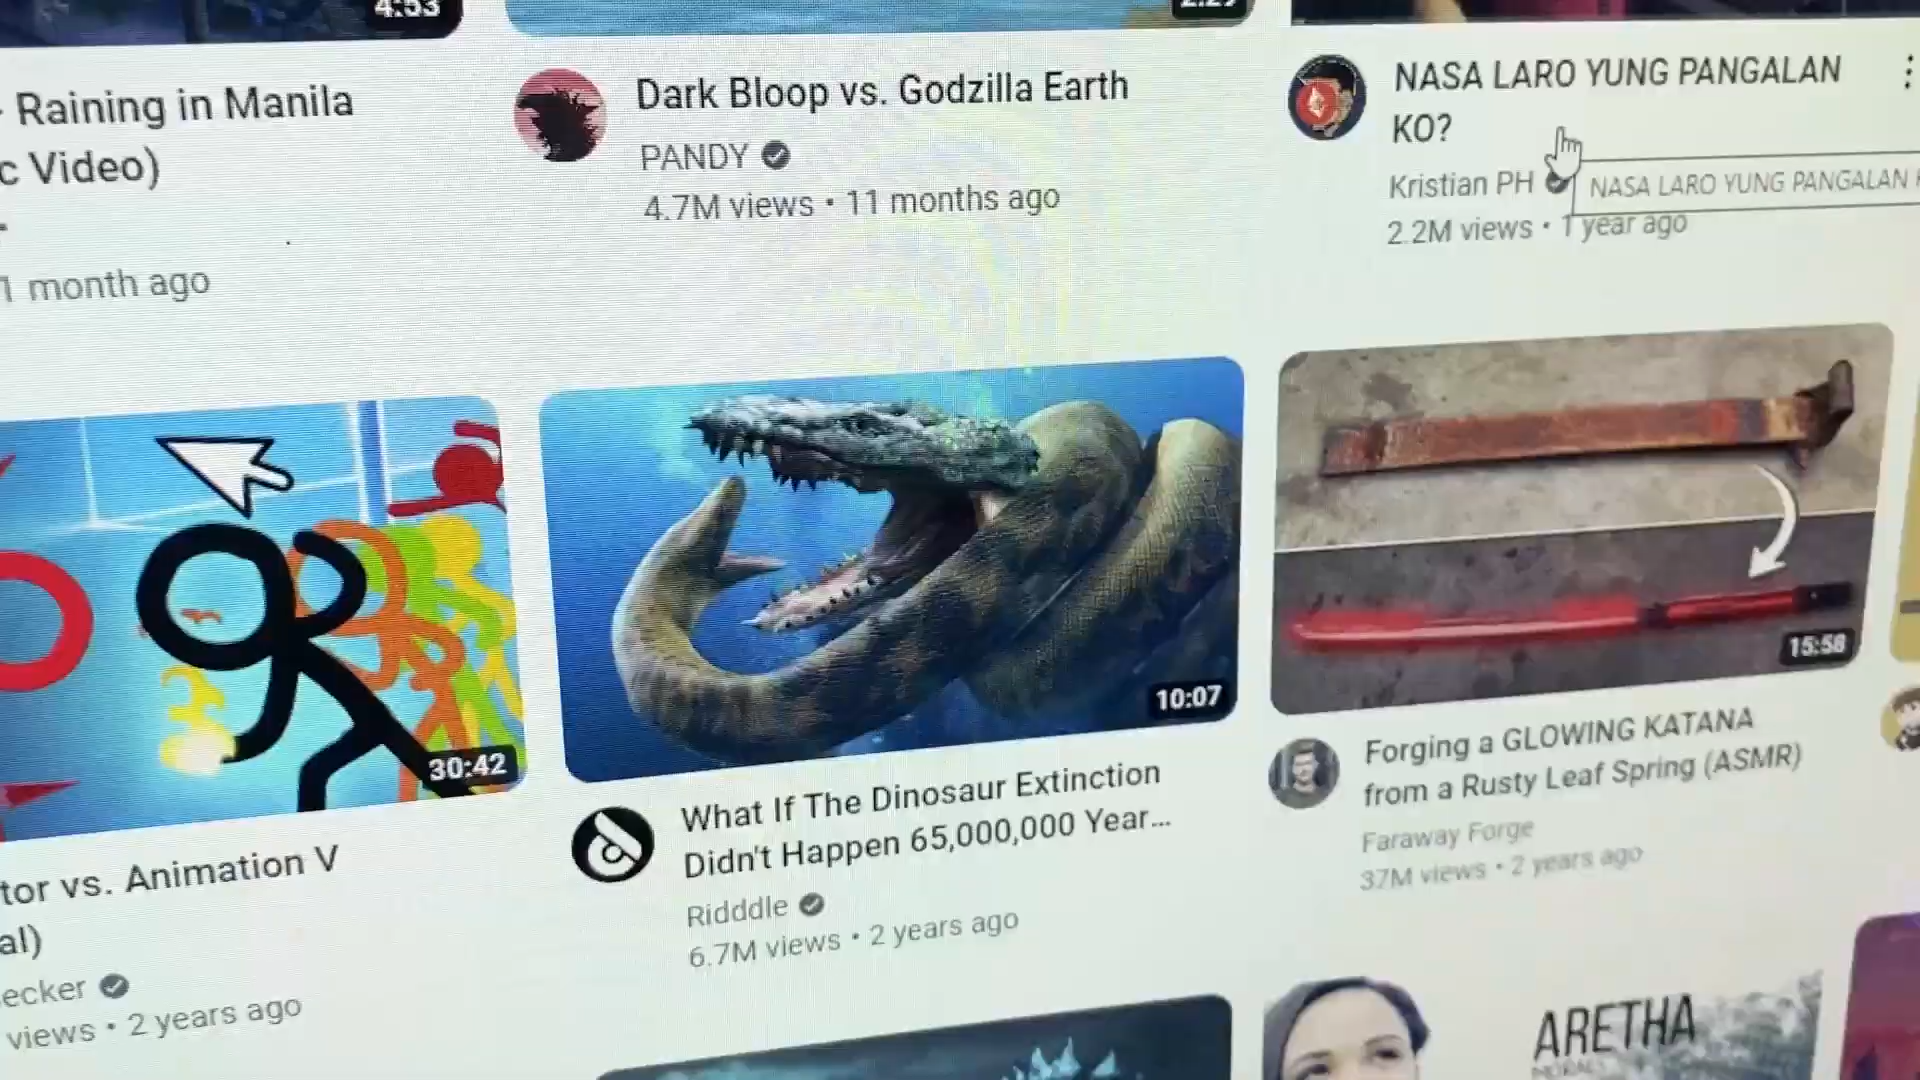 4:53
2:29
- Raining in Manila
c Video)
1 month ago
Dark Bloop vs. Godzilla Earth
PANDY
4.7M views • 11 months ago
NASA LARO YUNG PANGALAN
KO?
Kristian PH
NASA LARO YUNG PANGALAN
2.2M views • 1 year ago
30:42
10:07
15:58
tor vs. Animation V
al)
ecker
views • 2 years ago
What If The Dinosaur Extinction
Didn't Happen 65,000,000 Year...
Ridddle
6.7M views • 2 years ago
Forging a GLOWING KATANA
from a Rusty Leaf Spring (ASMR)
Faraway Forge
37M views • 2 years ago
ARETHA